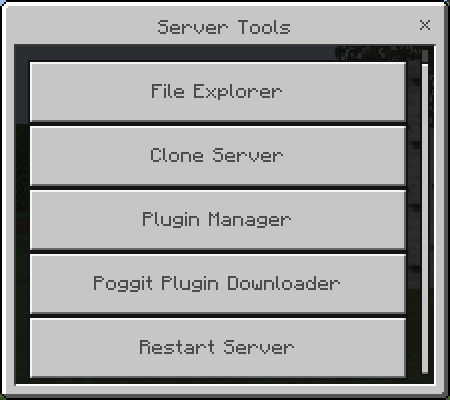 Server Tools
File Explorer
Clone Server
Plugin Manager
Poggit Plugin Downloader
Restart Server